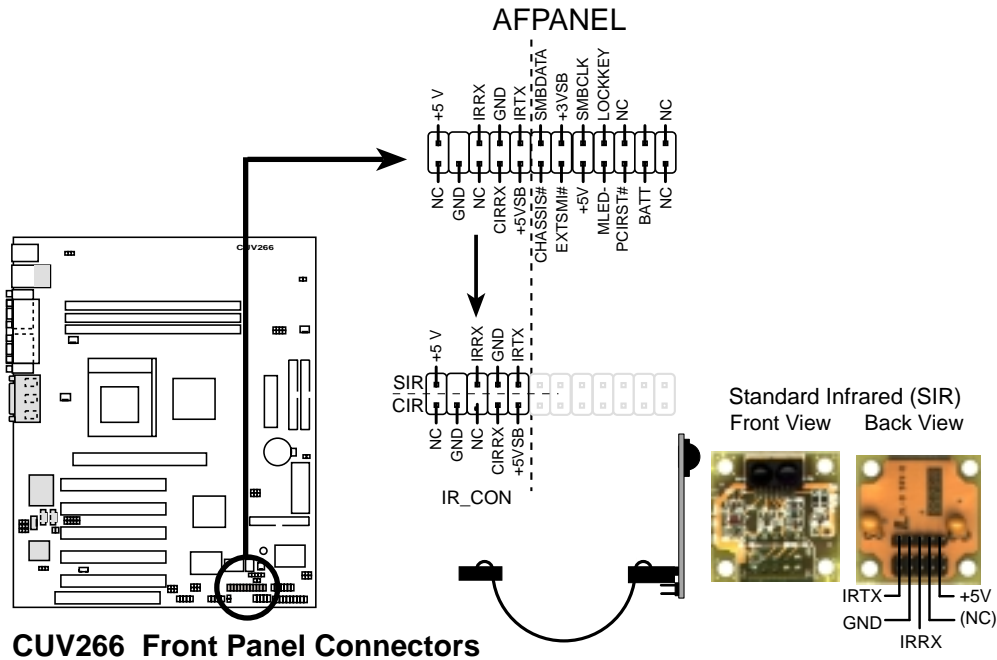 AFPANEL
+5 V
IRRX
GND
IRTX
SMBDATA
+3VSB
SMBCLK
LOCKKEY
NC
NC
NC
GND
NC
CIRRX
+5VSB
CHASSIS#
EXTSMI#
+5V
MLED-
PCIRST#
BATT
NC
CUV266
+5 V
IRRX
GND
IRTX
SIR
CIR
NC
GND
NC
CIRRX
+5VSB
IR_CON
Standard Infrared (SIR)
Front View Back View
IRTX
+5V
GND
(NC)
IRRX
CUV266 Front Panel Connectors